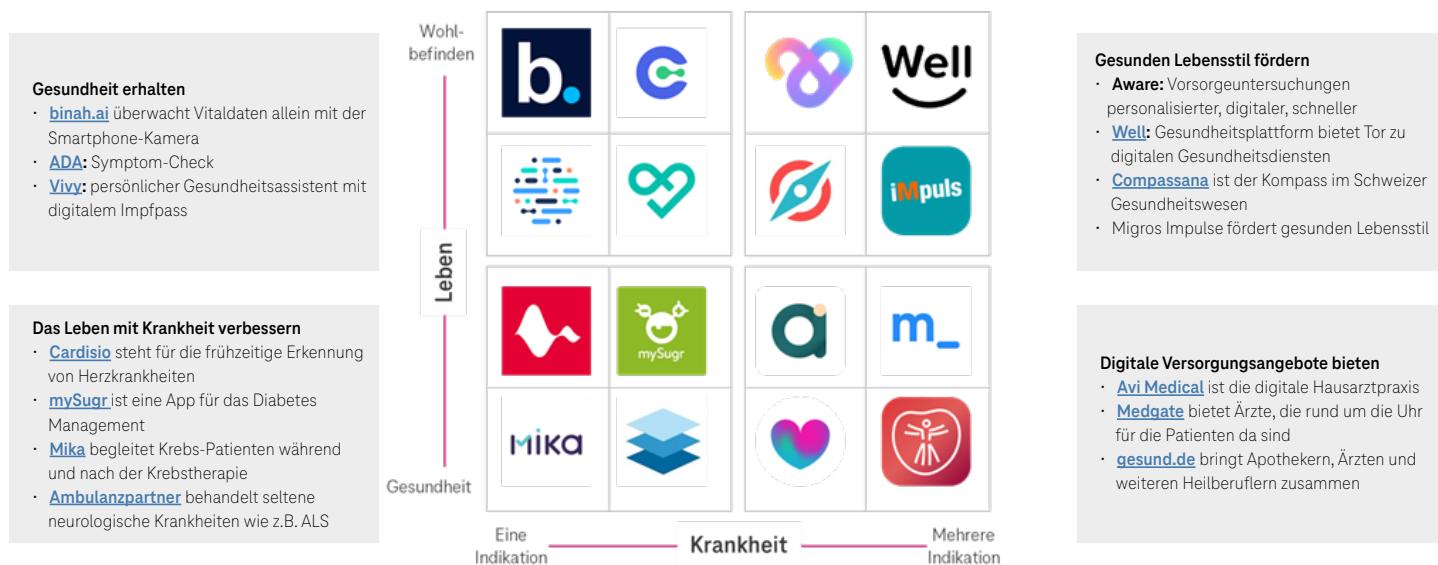 Gesundheit erhalten
· binah.ai überwacht Vitaldaten allein mit der
Smartphone-Kamera
· ADA: Symptom-Check
· Vivy: persönlicher Gesundheitsassistent mit
digitalem Impfpass
Das Leben mit Krankheit verbessern
· Cardisio steht für die frühzeitige Erkennung
von Herzkrankheiten
· mySugr ist eine App für das Diabetes
Management
· Mika begleitet Krebs-Patienten während
und nach der Krebstherapie
· Ambulanzpartner behandelt seltene
neurologische Krankheiten wie z.B. ALS
Wohl-
befinden
Leben
Gesundheit
b.
Well
iMpuls
mySugr
a
m_
MiKa
Eine
Indikation
Krankheit
Mehrere
Indikation
Gesunden Lebensstil fördern
· Aware: Vorsorgeuntersuchungen
personalisierter, digitaler, schneller
· Well: Gesundheitsplattform bietet Tor zu
digitalen Gesundheitsdiensten
· Compassana ist der Kompass im Schweizer
Gesundheitswesen
· Migros Impulse fördert gesunden Lebensstil
Digitale Versorgungsangebote bieten
· Avi Medical ist die digitale Hausarztpraxis
· Medgate bietet Ärzte, die rund um die Uhr
für die Patienten da sind
· gesund.de bringt Apothekern, Ärzten und
weiteren Heilberuflern zusammen